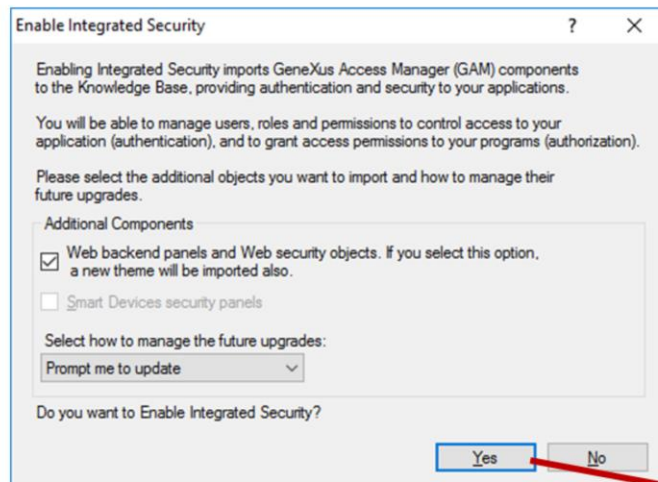 Enable Integrated Security
Enabling Integrated Security imports GeneXus Access Manager (GAM) components
to the Knowledge Base, providing authentication and security to your applications.
You will be able to manage users, roles and permissions to control access to your
application (authentication), and to grant access permissions to your programs (authorization).
Please select the additional objects you want to import and how to manage their
future upgrades.
Additional Components
Web backend panels and Web security objects. If you select this option,
a new theme will be imported also.
Smart Devices security panels
Select how to manage the future upgrades:
Prompt me to update
Do you want to Enable Integrated Security?
Yes No